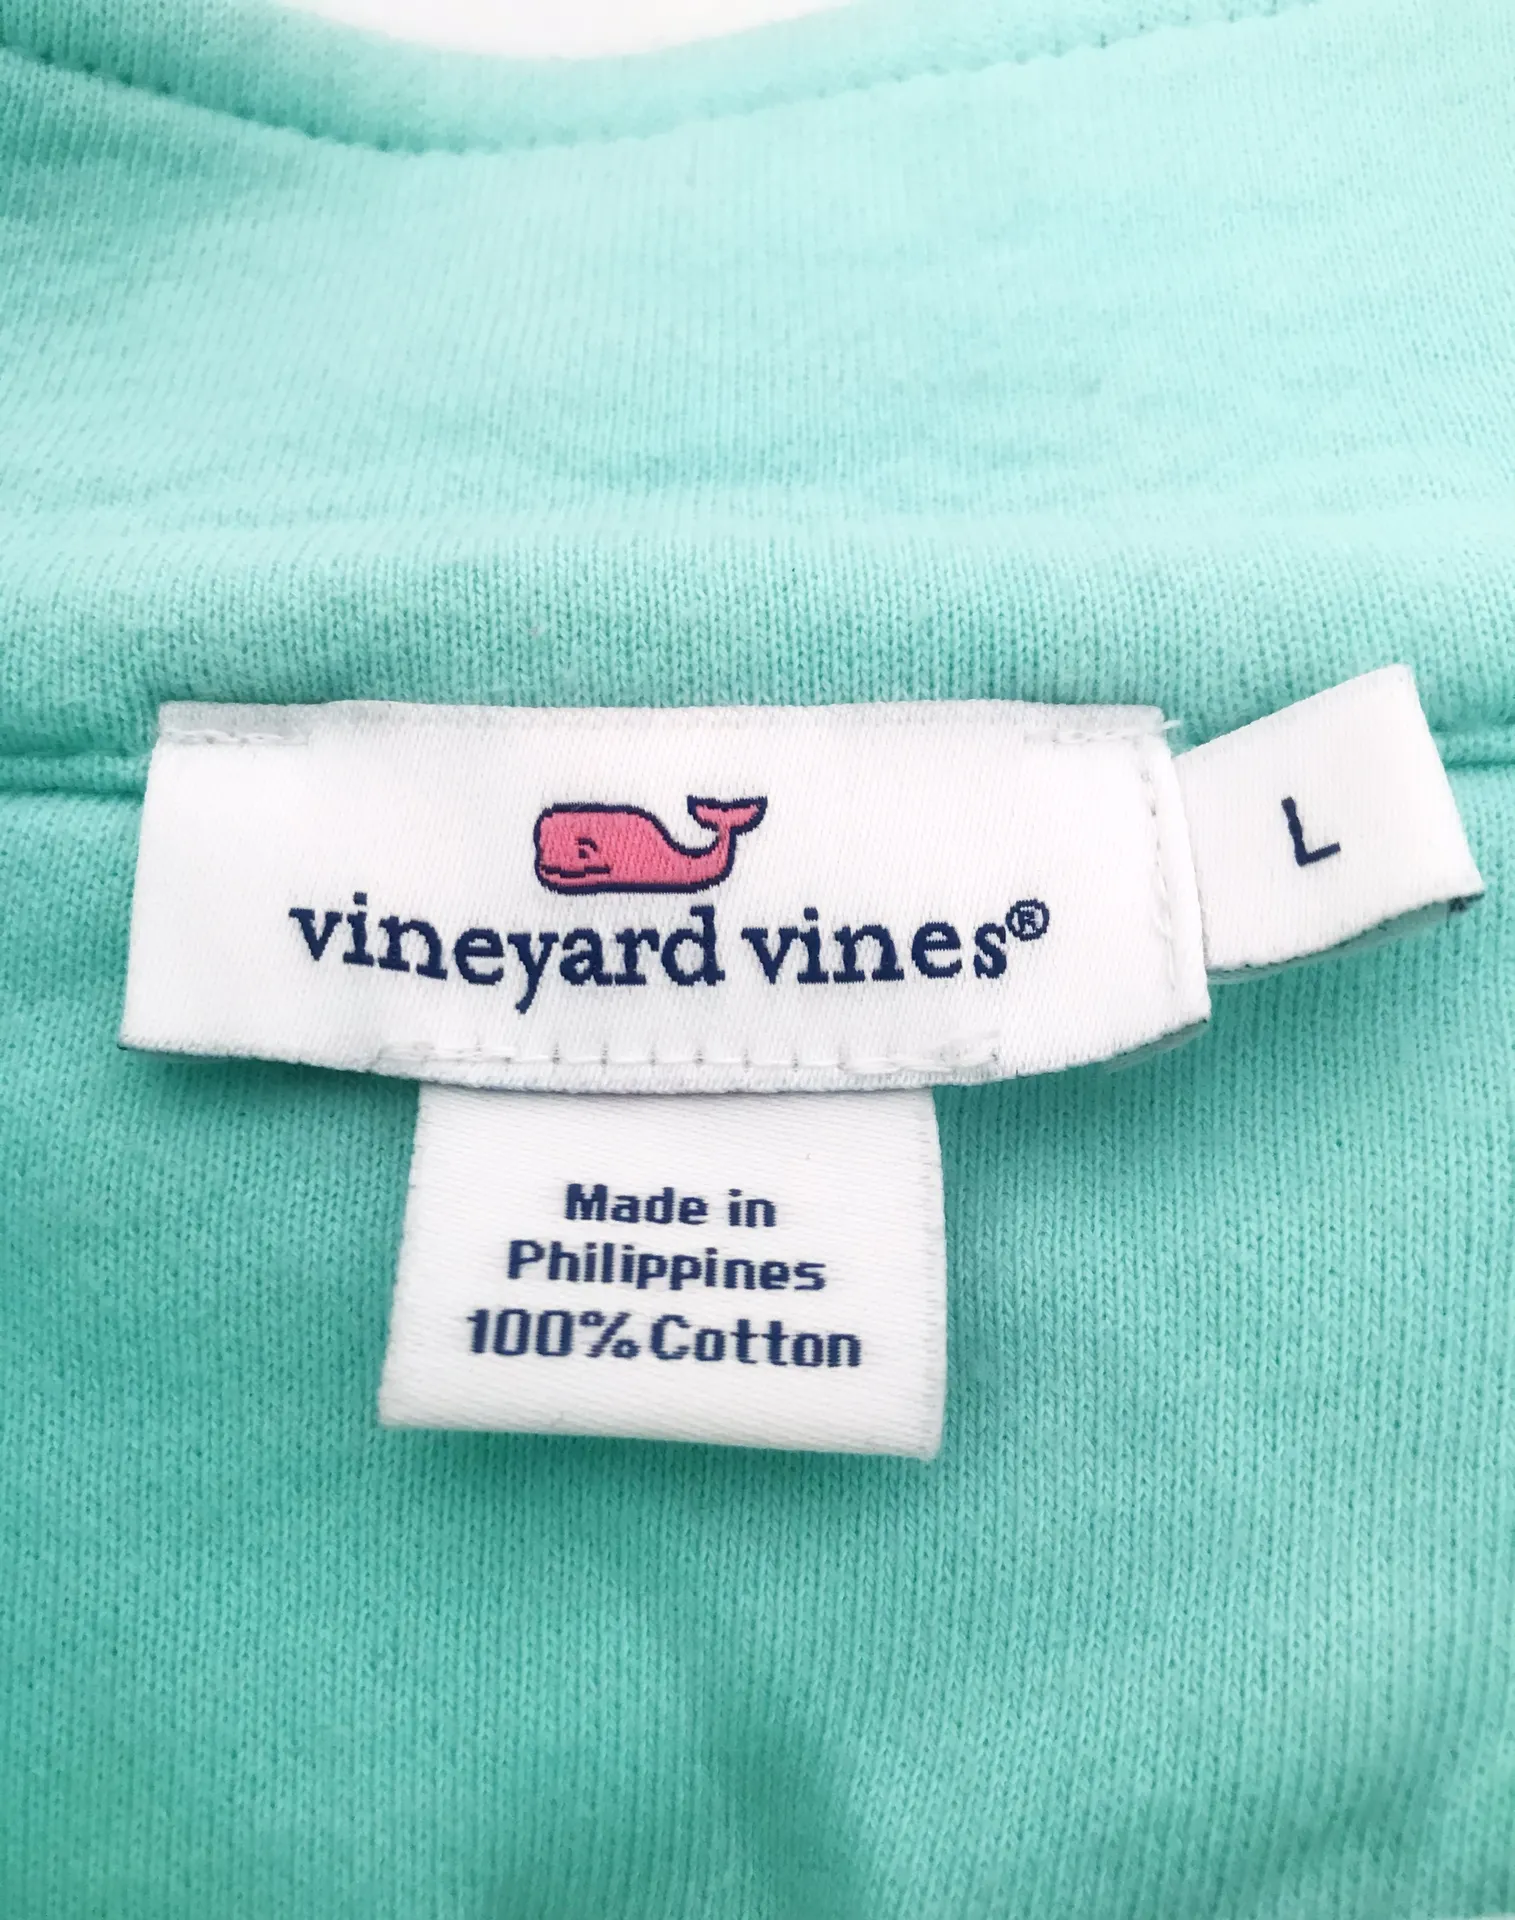 vineyard vines®
L
Made in
Philippines
100% Cotton